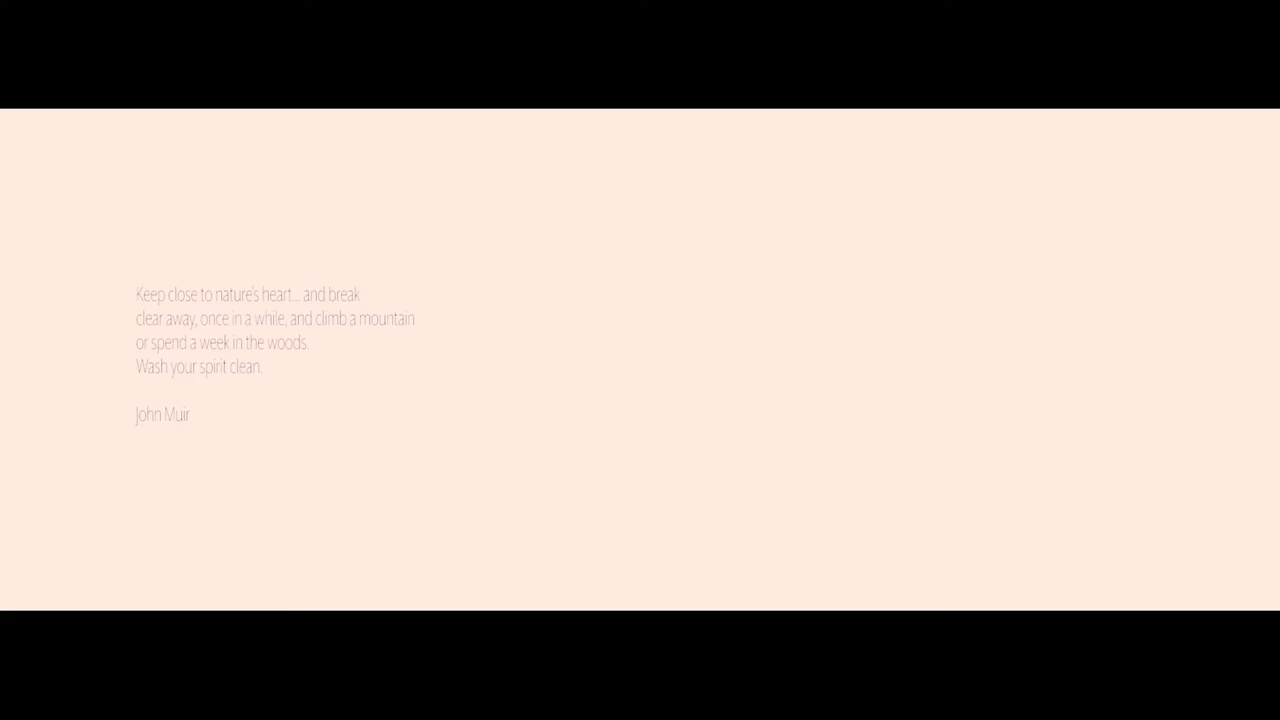 Keep close to nature's heart... and break
clear away, once in a while, and climb a mountain
or spend a week in the woods.
Wash your spirit clean.
John Muir